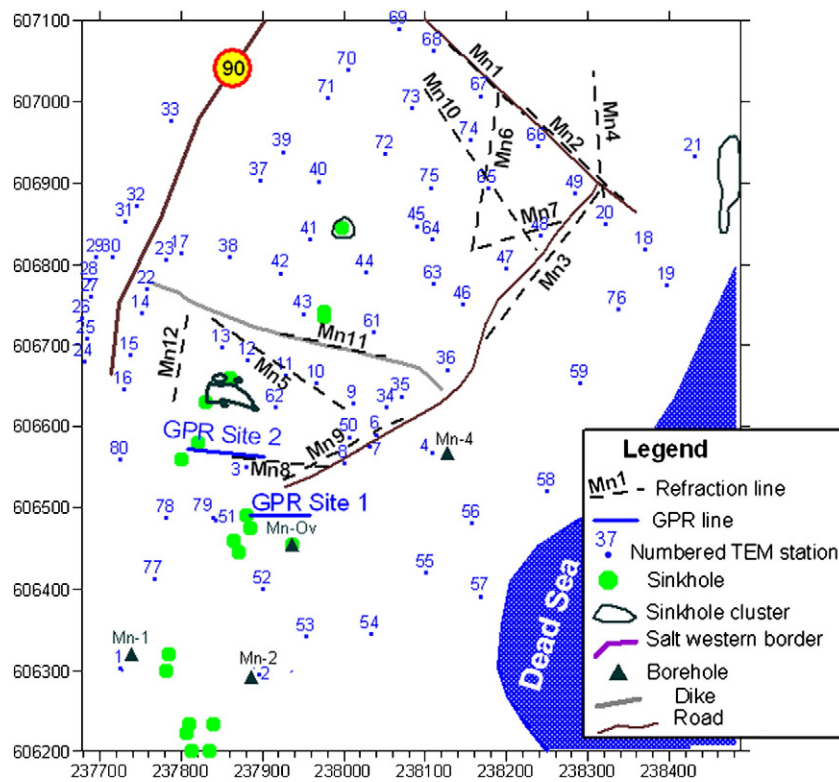 607100
607000
606900
606800
606700
606600
606500
606400
606300
606200
237700 237800 237900 238000 238100 238200 238300 238400
90
69
68
70
71
73
67
33
39
72
74
66
37
40
75
65
49
21
32
31
41
45
64
48
20
29 30
23 17
38
42
44
63
47
18
19
28
27
22
26
14
43
61
46
76
25
24
15
13
12
16
11
10
62
9
34
35
36
59
50
6
8
7
4
80
3
78
79
51
56
58
77
52
55
57
53
54
1
2
Mn1
Mn10
Mn6
Mn2
Mn4
Mn7
Mn3
Mn11
Mn12
Mn5
Mn9
Mn8
GPR Site 2
GPR Site 1
Mn-4
Mn-Ov
Mn-1
Mn-2
Dead Sea
Legend
Mn1 Refraction line
GPR line
37 Numbered TEM station
Sinkhole
Sinkhole cluster
Salt western border
Borehole
Dike
Road